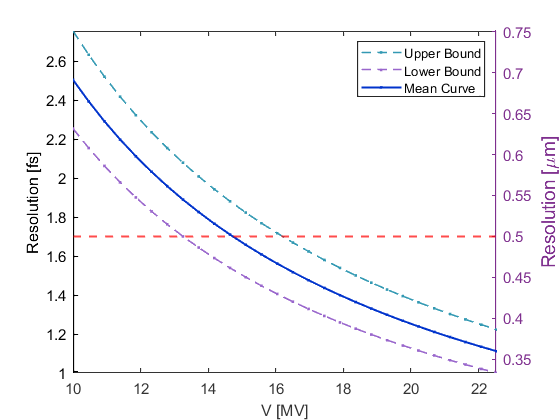 Upper Bound
Lower Bound
Mean Curve
Resolution [fs]
2.6
2.4
2.2
2
1.8
1.6
1.4
1.2
1
0.75
0.7
0.65
0.6
0.55
0.5
0.45
0.4
0.35
Resolution [μm]
10 12 14 16 18 20 22
V [MV]